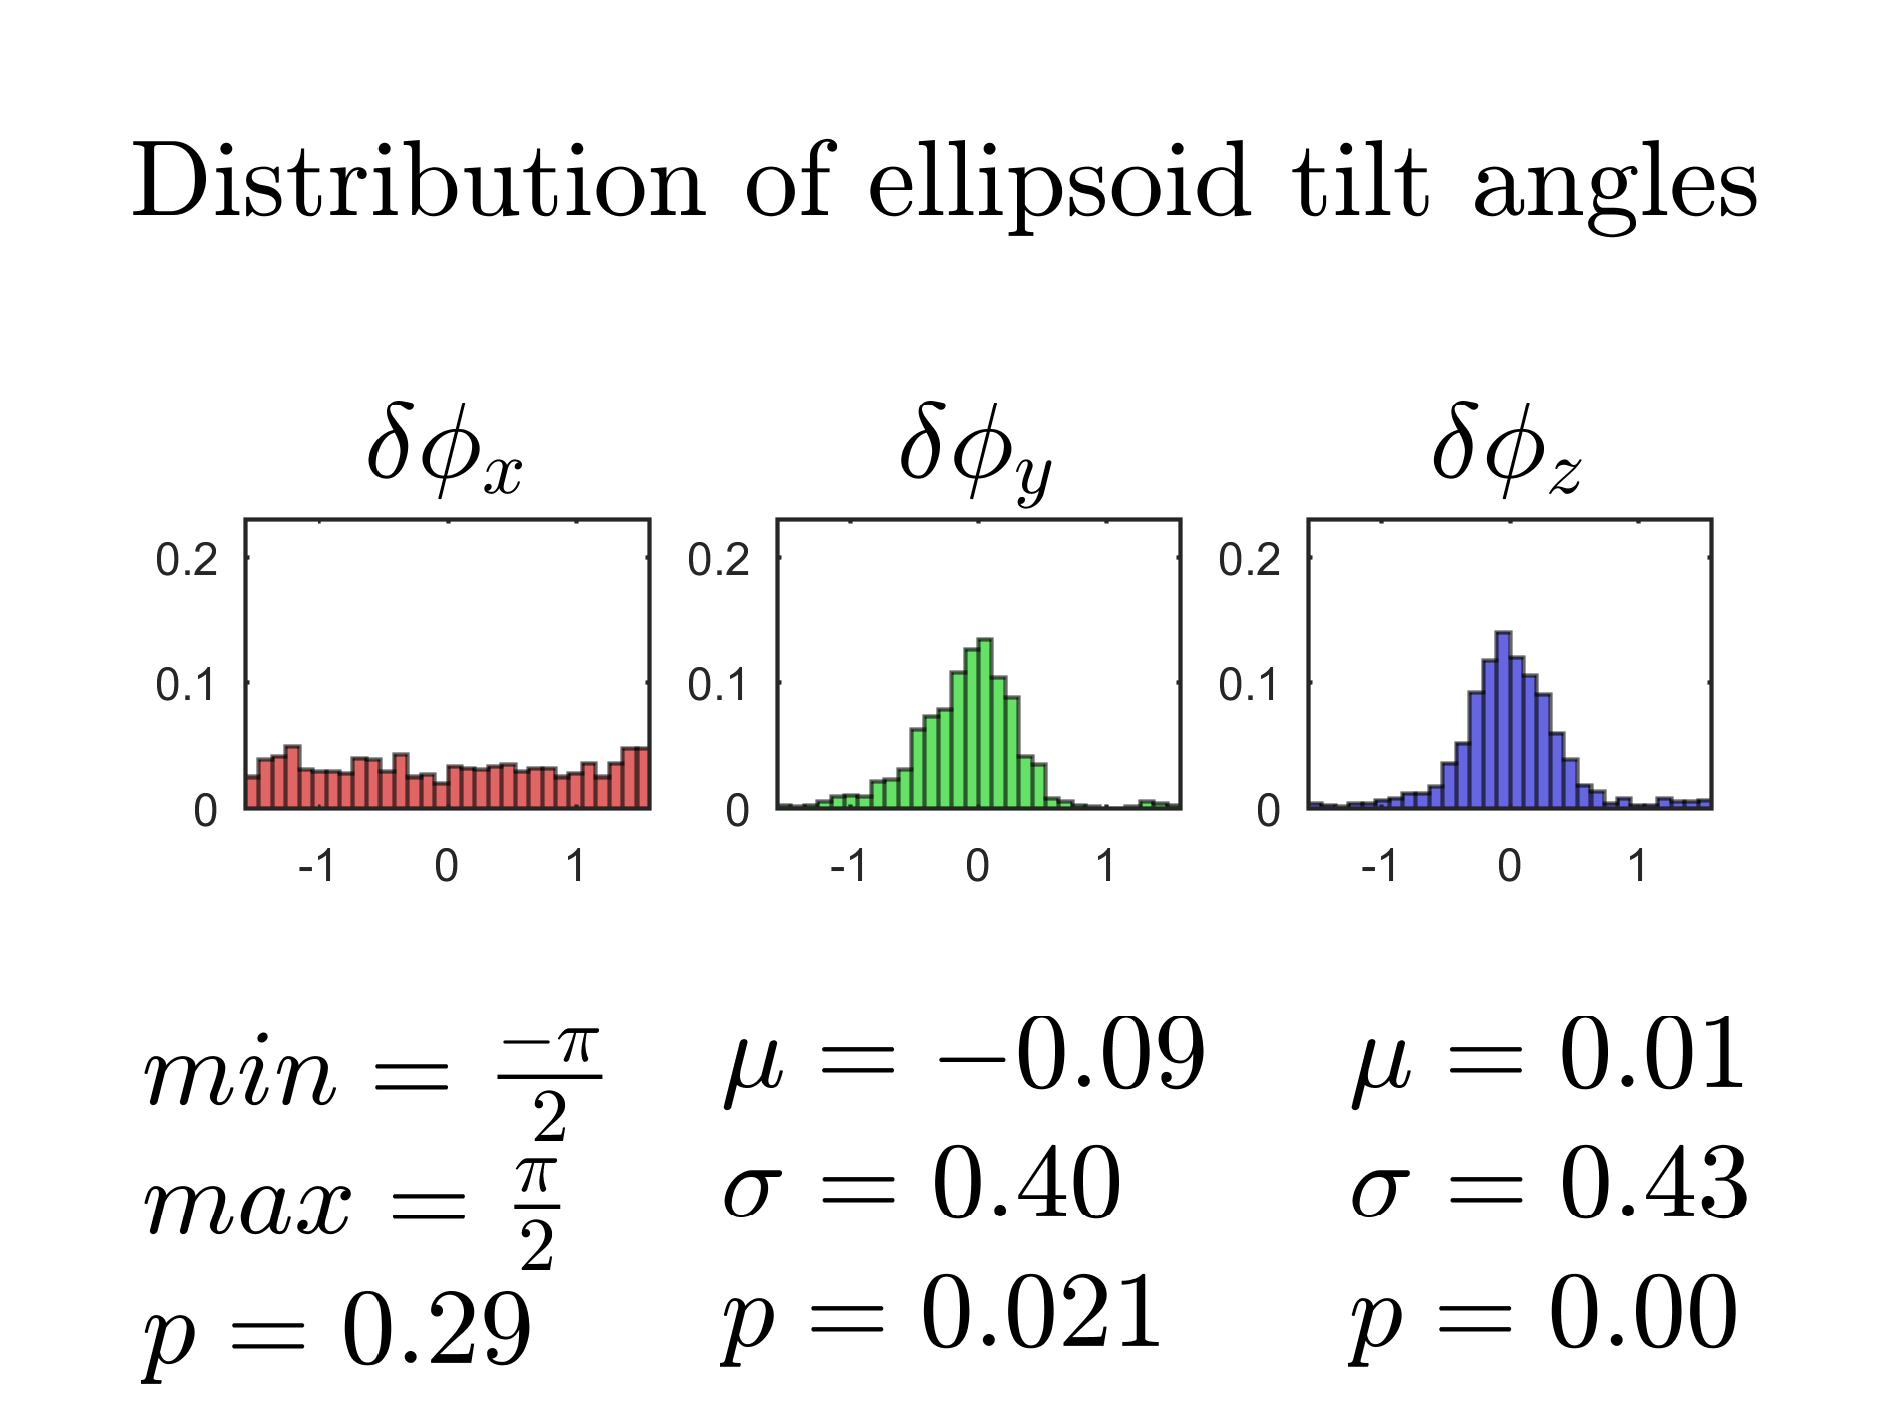 Distribution of ellipsoid tilt angles
δϕₓ δϕ_y δϕ_z
0.2 0.2 0.2
0.1 0.1 0.1
0 0 0
-1 0 1 -1 0 1 -1 0 1
min = −π/2 μ = −0.09 μ = 0.01
max = π/2 σ = 0.40 σ = 0.43
p = 0.29 p = 0.021 p = 0.00